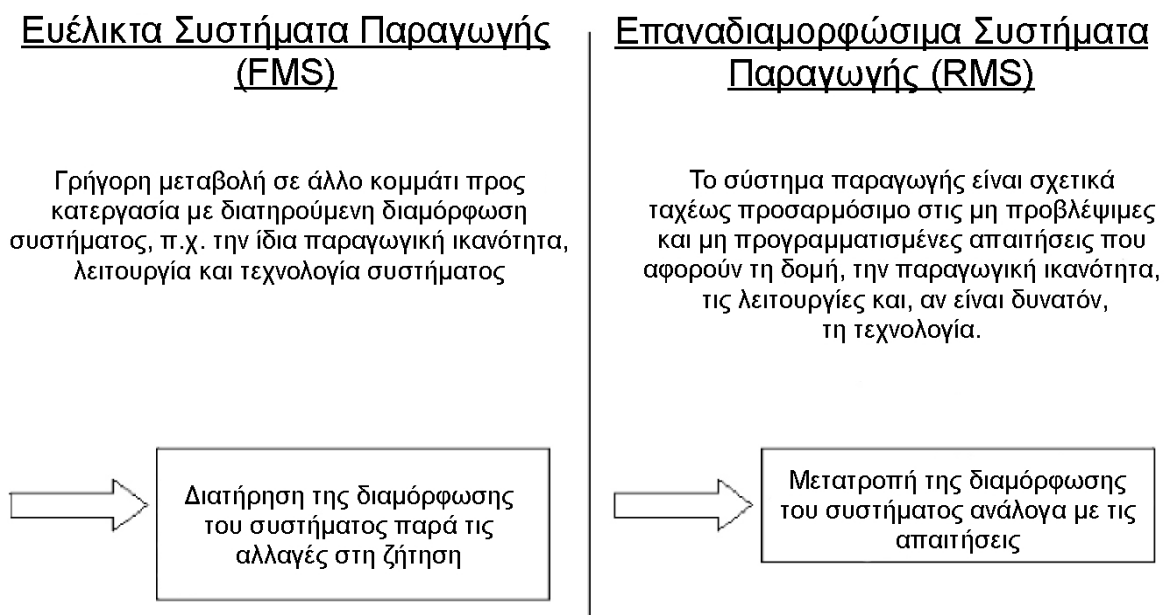 Ευέλικτα Συστήματα Παραγωγής
(FMS)
Γρήγορη μεταβολή σε άλλο κομμάτι προς
κατεργασία με διατηρούμενη διαμόρφωση
συστήματος, π.χ. την ίδια παραγωγική ικανότητα,
λειτουργία και τεχνολογία συστήματος
Διατήρηση της διαμόρφωσης
του συστήματος παρά τις
αλλαγές στη ζήτηση
Επαναδιαμορφώσιμα Συστήματα
Παραγωγής (RMS)
Το σύστημα παραγωγής είναι σχετικά
ταχέως προσαρμόσιμο στις μη προβλέψιμες
και μη προγραμματισμένες απαιτήσεις που
αφορούν τη δομή, την παραγωγική ικανότητα,
τις λειτουργίες και, αν είναι δυνατόν,
τη τεχνολογία.
Μετατροπή της διαμόρφωσης
του συστήματος ανάλογα με τις
απαιτήσεις